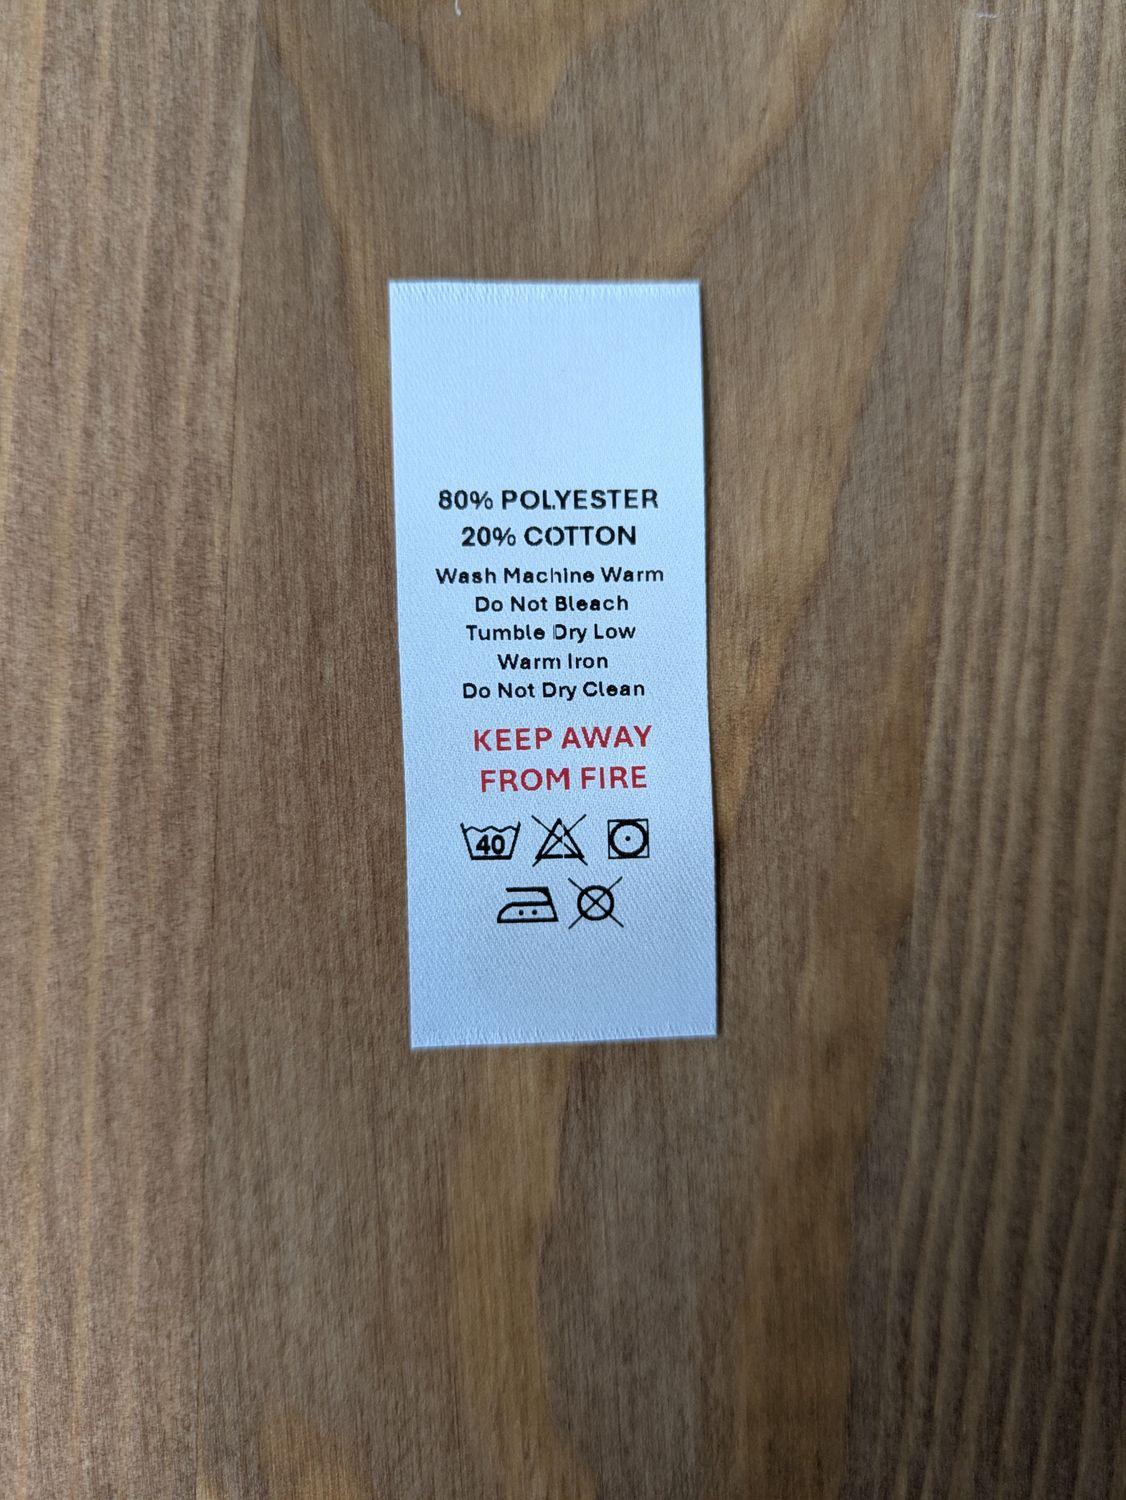 80% POLYESTER
20% COTTON
Wash Machine Warm
Do Not Bleach
Tumble Dry Low
Warm Iron
Do Not Dry Clean
KEEP AWAY
FROM FIRE
40